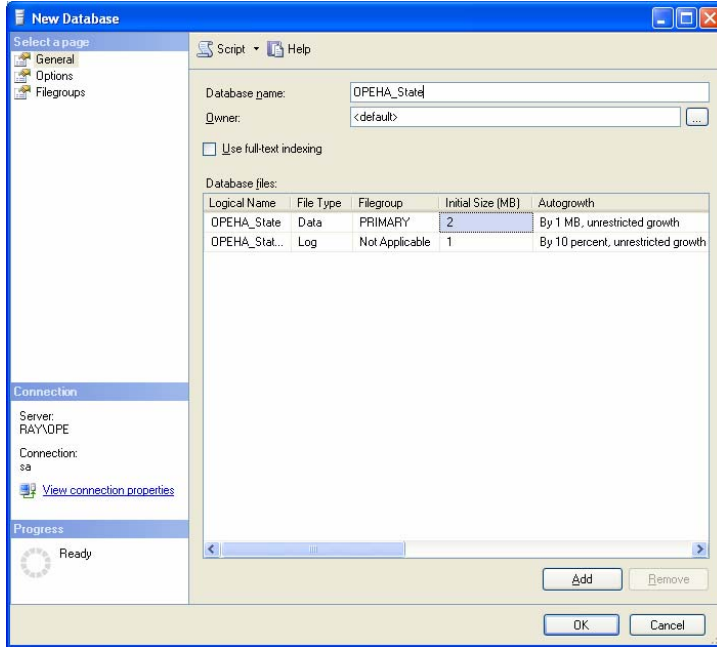 New Database
Select a page
General
Options
Filegroups
Script Help
Database name: OPEHA_State
Owner: <default> ...
Use full-text indexing
Database files:
Logical Name File Type Filegroup Initial Size (MB) Autogrowth
OPEHA_State Data PRIMARY 2 By 1 MB, unrestricted growth
OPEHA_Stat... Log Not Applicable 1 By 10 percent, unrestricted growth
Connection
Server:
RAY\OPE
Connection:
sa
View connection properties
Progress
Ready
Add Remove
OK Cancel